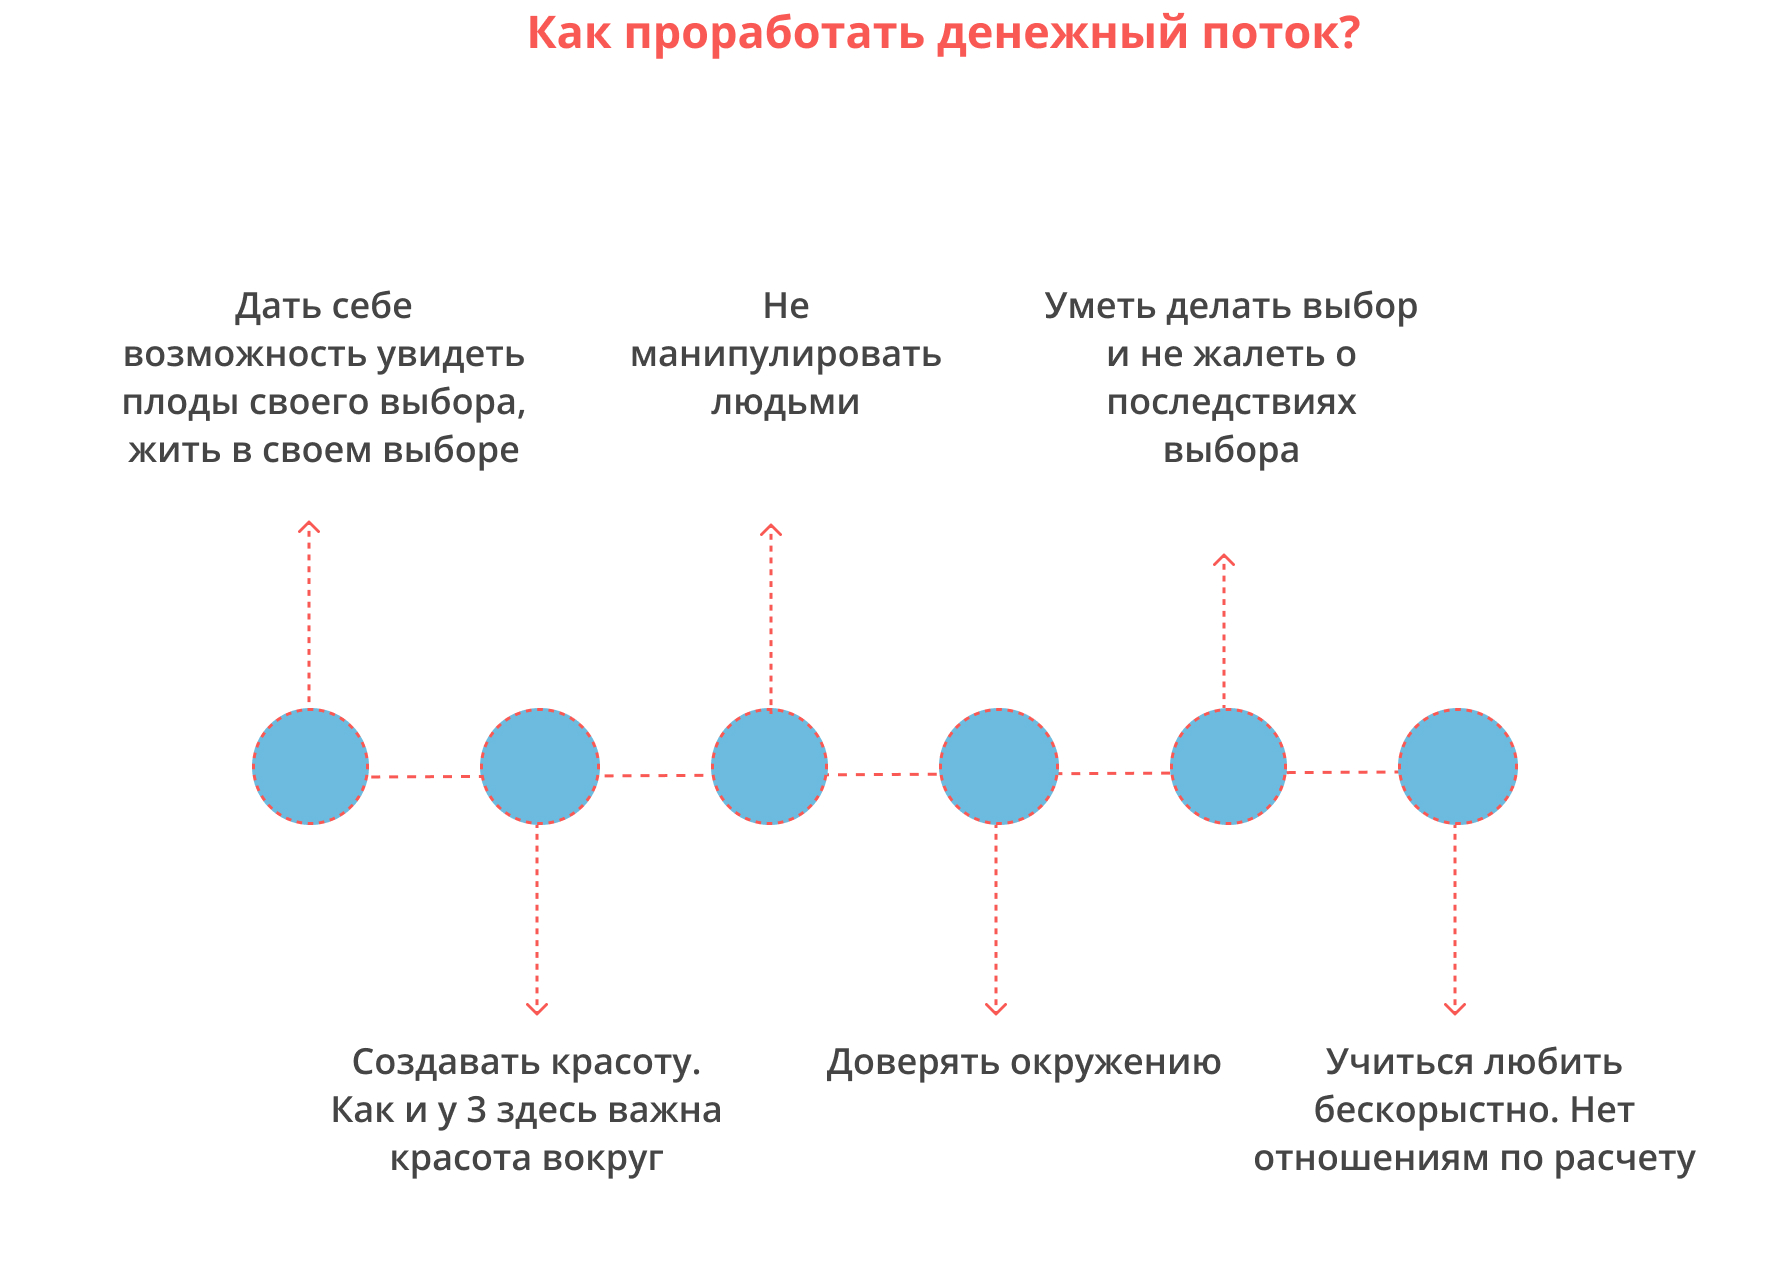 Как проработать денежный поток?
Дать себе
возможность увидеть
плоды своего выбора,
жить в своем выборе
Не
манипулировать
людьми
Уметь делать выбор
и не жалеть о
последствиях
выбора
Создавать красоту.
Как и у 3 здесь важна
красота вокруг
Доверять окружению
Учиться любить
бескорыстно. Нет
отношениям по расчету